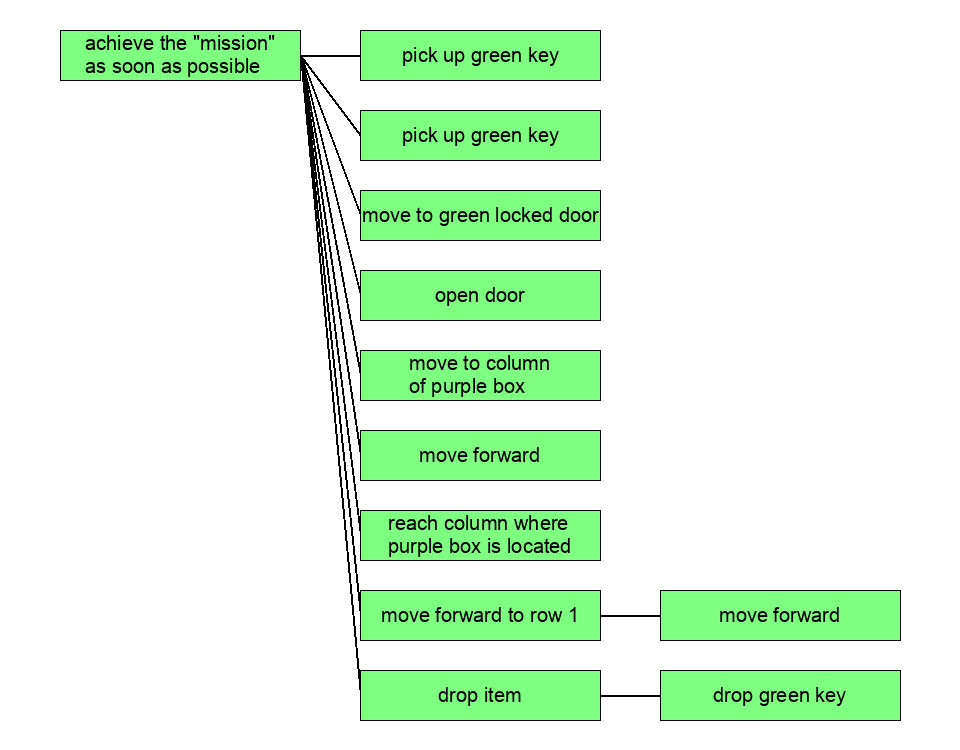 achieve the "mission"
as soon as possible
pick up green key
pick up green key
move to green locked door
open door
move to column
of purple box
move forward
reach column where
purple box is located
move forward to row 1
move forward
drop item
drop green key